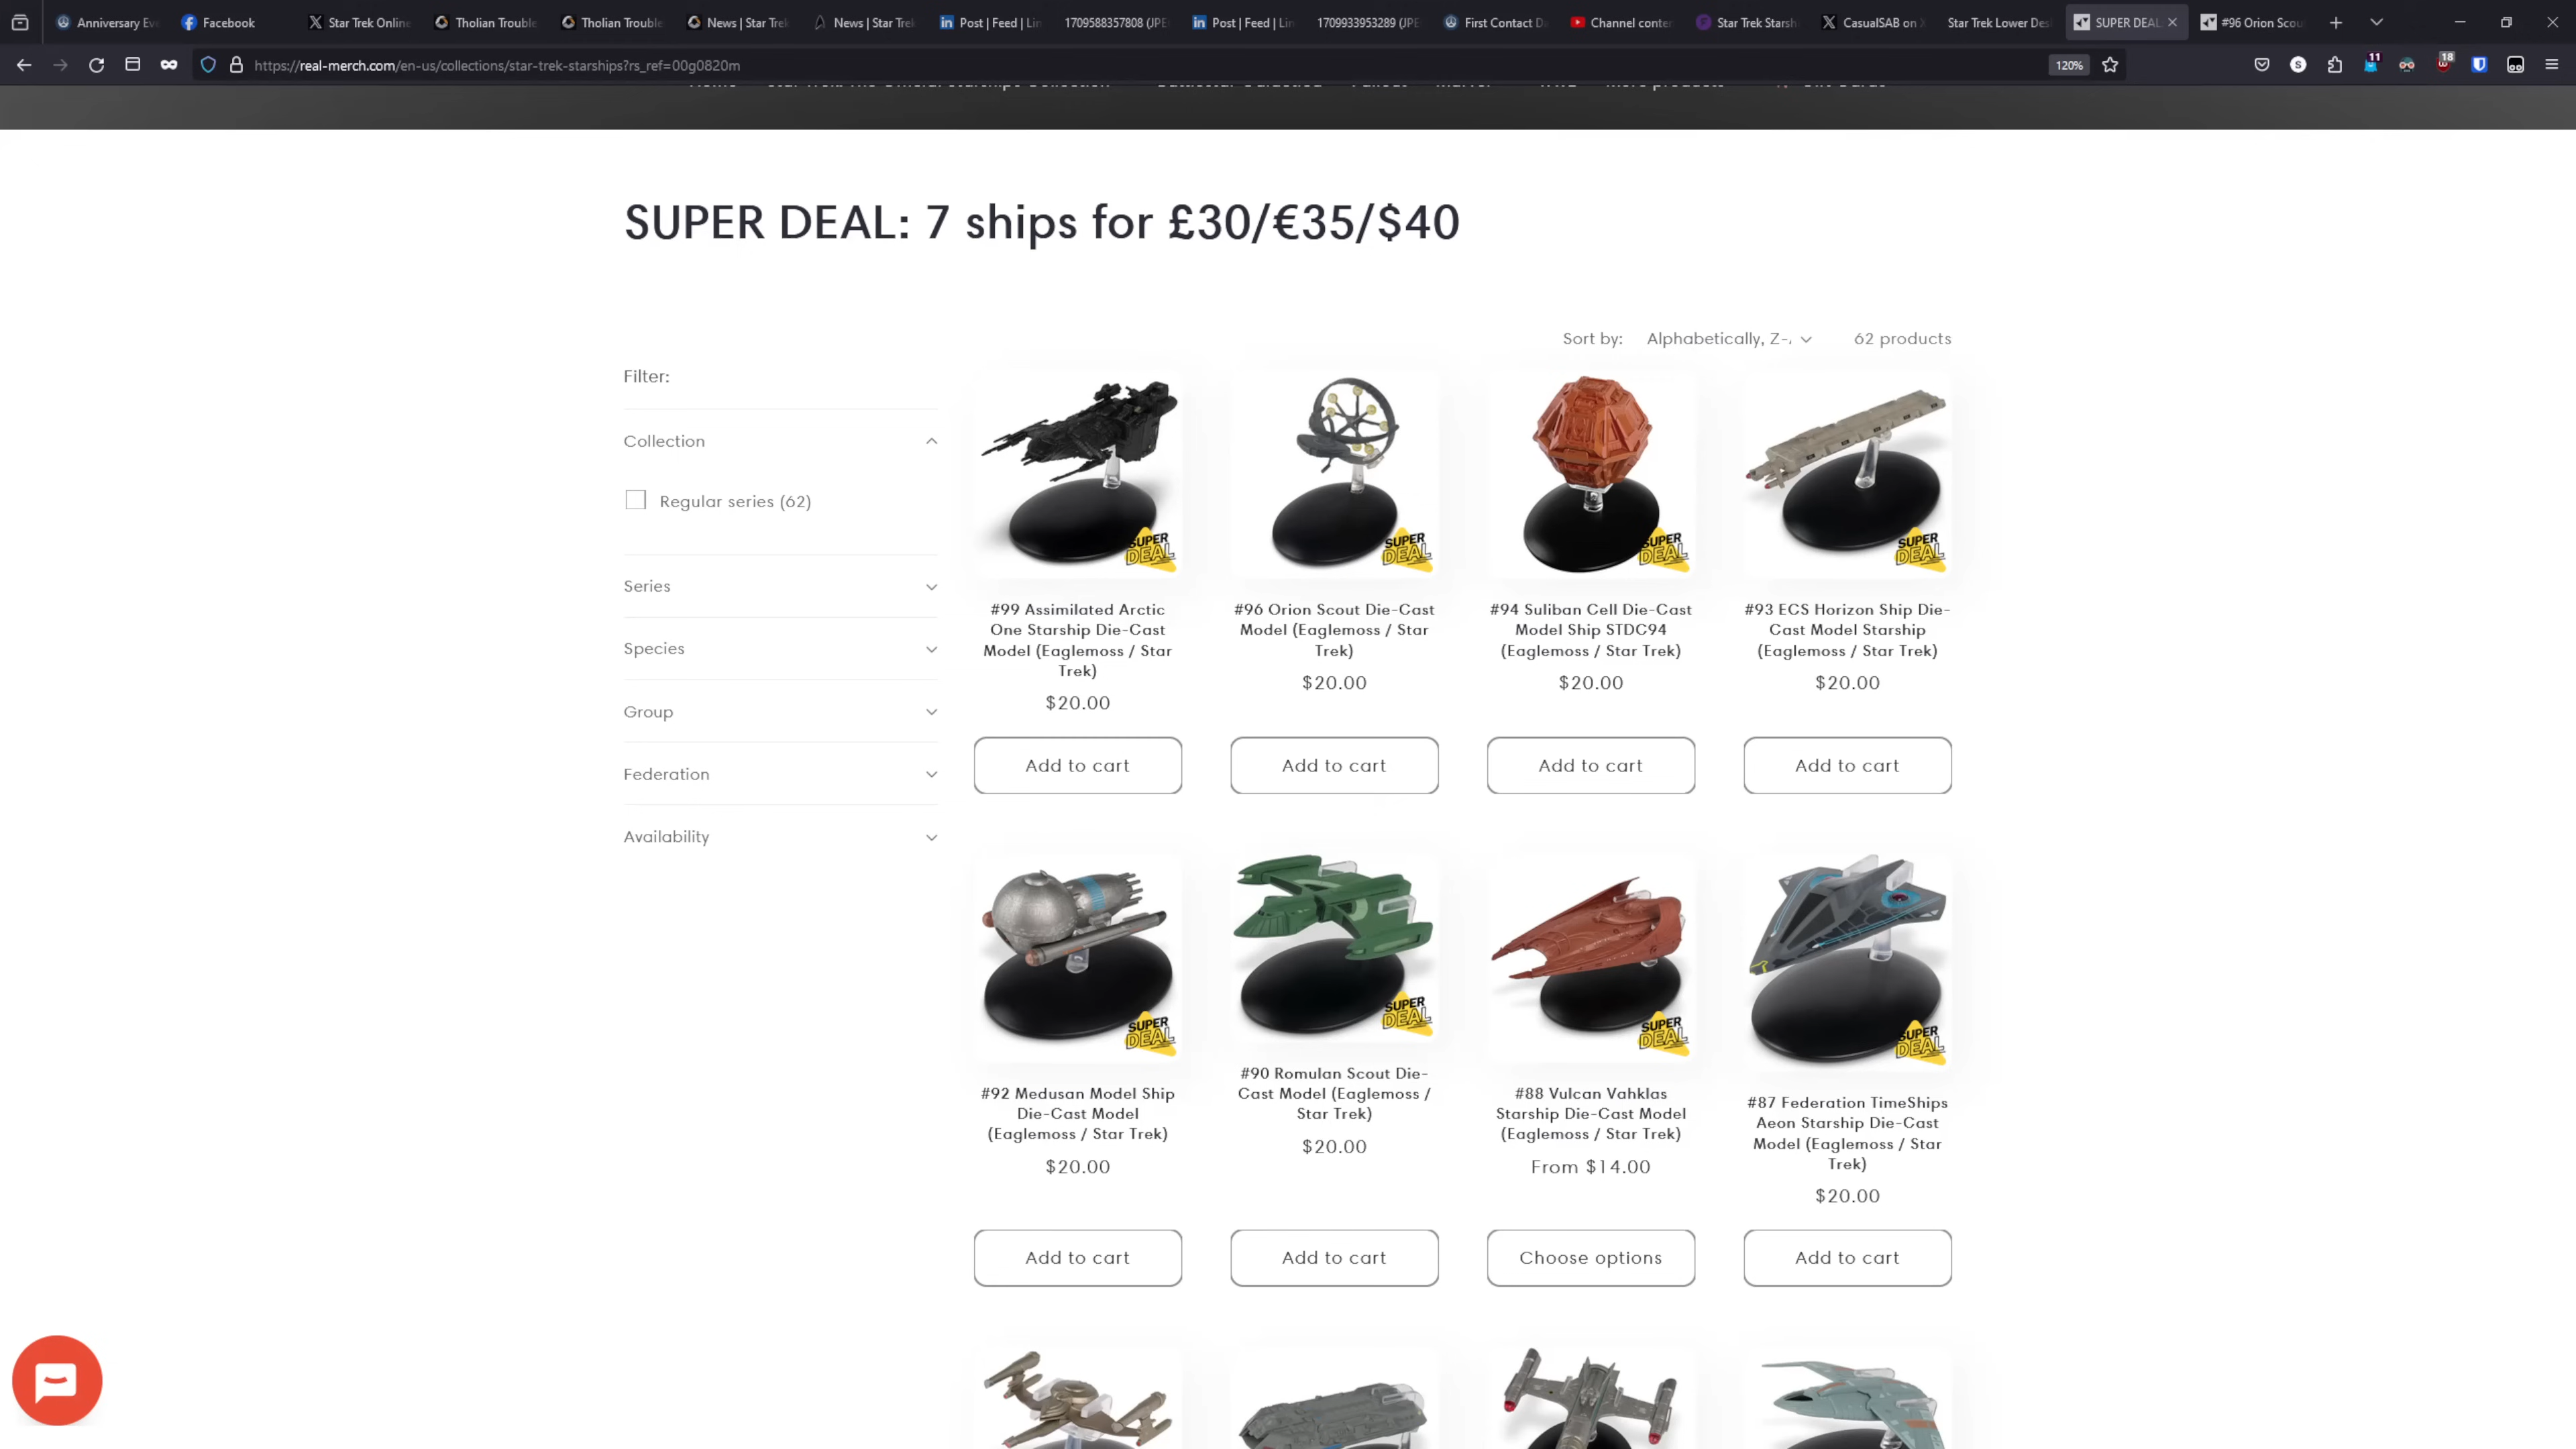 Anniversary Eve
Facebook
Star Trek Online
Tholian Trouble
Tholian Trouble
News | Star Trek
News | Star Trek
Post | Feed | Lin
1709588357808 (JPE
Post | Feed | Lin
1709933953289 (JPE
First Contact Da
Channel conten
Star Trek Starsh
CasualSAB on X
Star Trek Lower Dec
SUPER DEAL
#96 Orion Scou
https://real-merch.com/en-us/collections/star-trek-starships?rs_ref=00g0820m
120%
11
18
SUPER DEAL: 7 ships for £30/€35/$40
Sort by:
Alphabetically, Z-
62 products
Filter:
Collection
Regular series (62)
Series
Species
Group
Federation
Availability
SUPER DEAL
SUPER DEAL
SUPER DEAL
SUPER DEAL
#99 Assimilated Arctic
One Starship Die-Cast
Model (Eaglemoss / Star
Trek)
$20.00
Add to cart
#96 Orion Scout Die-Cast
Model (Eaglemoss / Star
Trek)
$20.00
Add to cart
#94 Suliban Cell Die-Cast
Model Ship STDC94
(Eaglemoss / Star Trek)
$20.00
Add to cart
#93 ECS Horizon Ship Die-
Cast Model Starship
(Eaglemoss / Star Trek)
$20.00
Add to cart
SUPER DEAL
SUPER DEAL
SUPER DEAL
SUPER DEAL
#92 Medusan Model Ship
Die-Cast Model
(Eaglemoss / Star Trek)
$20.00
Add to cart
#90 Romulan Scout Die-
Cast Model (Eaglemoss /
Star Trek)
$20.00
Add to cart
#88 Vulcan Vahklas
Starship Die-Cast Model
(Eaglemoss / Star Trek)
From $14.00
Choose options
#87 Federation TimeShips
Aeon Starship Die-Cast
Model (Eaglemoss / Star
Trek)
$20.00
Add to cart